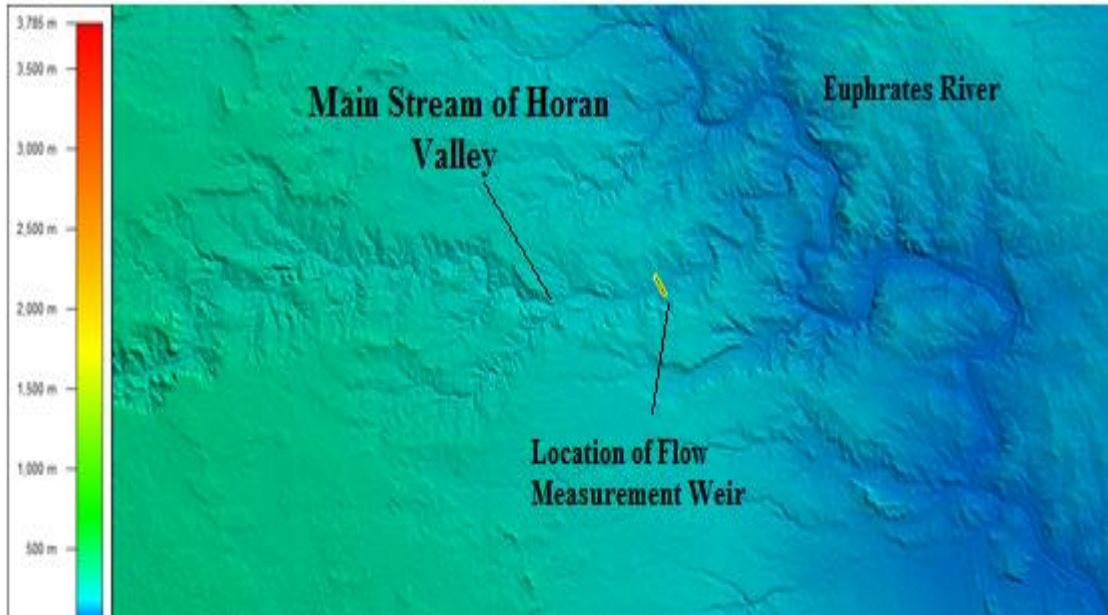 3,785 m
3,500 m
3,000 m
2,500 m
2,000 m
1,500 m
1,000 m
500 m
Main Stream of Horan
Valley
Euphrates River
Location of Flow
Measurement Weir